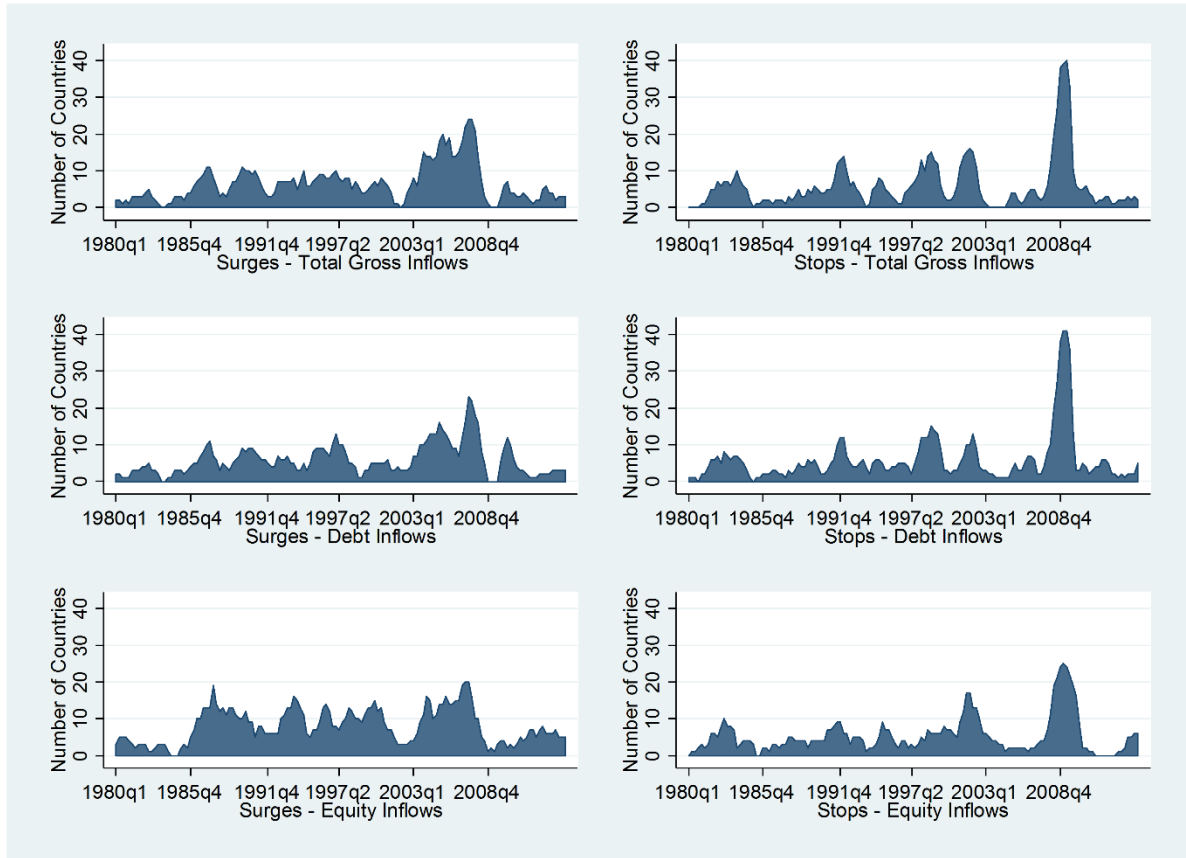 Number of Countries
40
30
20
10
0
1980q1 1985q4 1991q4 1997q2 2003q1 2008q4
Surges - Total Gross Inflows
Number of Countries
40
30
20
10
0
1980q1 1985q4 1991q4 1997q2 2003q1 2008q4
Stops - Total Gross Inflows
Number of Countries
40
30
20
10
0
1980q1 1985q4 1991q4 1997q2 2003q1 2008q4
Surges - Debt Inflows
Number of Countries
40
30
20
10
0
1980q1 1985q4 1991q4 1997q2 2003q1 2008q4
Stops - Debt Inflows
Number of Countries
40
30
20
10
0
1980q1 1985q4 1991q4 1997q2 2003q1 2008q4
Surges - Equity Inflows
Number of Countries
40
30
20
10
0
1980q1 1985q4 1991q4 1997q2 2003q1 2008q4
Stops - Equity Inflows